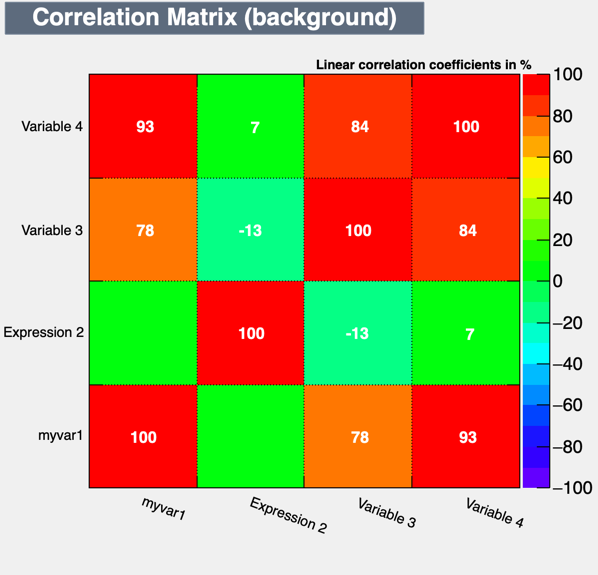 Correlation Matrix (background)
Linear correlation coefficients in %
Variable 4 93 7 84 100
Variable 3 78 -13 100 84
Expression 2 100 -13 7
myvar1 100 78 93
myvar1 Expression 2 Variable 3 Variable 4
100
80
60
40
20
0
−20
−40
−60
−80
−100